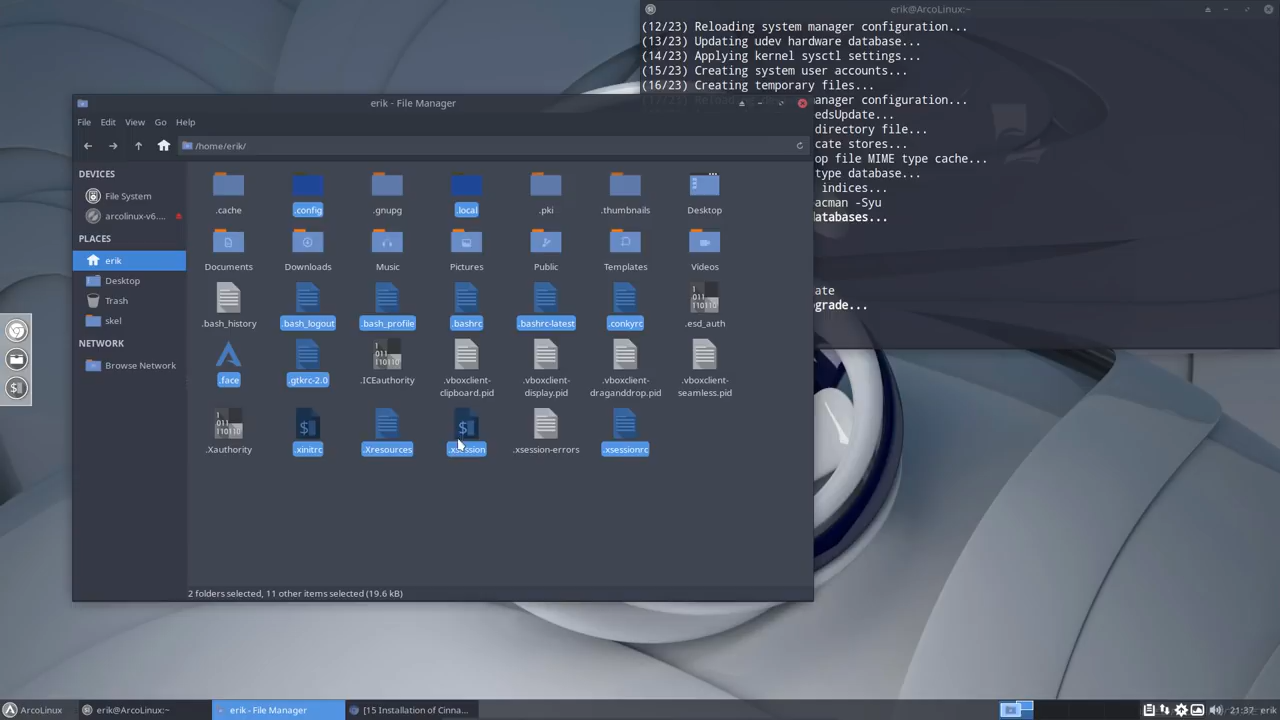 erik@ArcoLinux:~
(12/23) Reloading system manager configuration...
(13/23) Updating udev hardware database...
(14/23) Applying kernel sysctl settings...
(15/23) Creating system user accounts...
(16/23) Creating temporary files...
manager configuration...
edsUpdate...
directory file...
cate stores...
op file MIME type cache...
type database...
indices...
acman -Syu
databases...
ate
grade...
erik - File Manager
File Edit View Go Help
/home/erik/
DEVICES
File System
arcolinux-v6....
PLACES
erik
Desktop
Trash
skel
NETWORK
Browse Network
.cache .config .gnupg .local .pki .thumbnails Desktop
Documents Downloads Music Pictures Public Templates Videos
.bash_history .bash_logout .bash_profile .bashrc .bashrc-latest .conkyrc .esd_auth
.face .gtkrc-2.0 .ICEauthority .vboxclient-clipboard.pid .vboxclient-display.pid .vboxclient-draganddrop.pid .vboxclient-seamless.pid
.Xauthority .xinitrc .Xresources .xsession .xsession-errors .xsessionrc
2 folders selected, 11 other items selected (19.6 kB)
ArcoLinux erik@ArcoLinux:~ erik - File Manager [15 Installation of Cinna... 21:37 erik